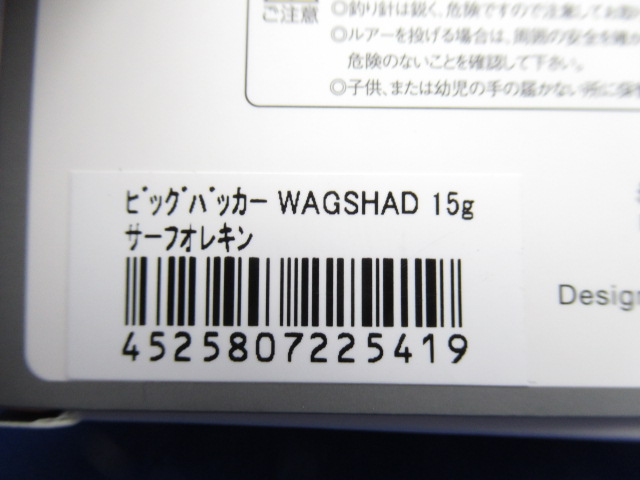 ご注意
◎釣り針は鋭く、危険ですので注意してお取
◎ルアーを投げる場合は、周囲の安全を確か
危険のないことを確認して下さい。
◎子供、または幼児の手の届かない所に保
ﾋﾞｯｸﾞﾊﾞｯカー WAGSHAD 15g
サーフオレキン
4525807225419
Design